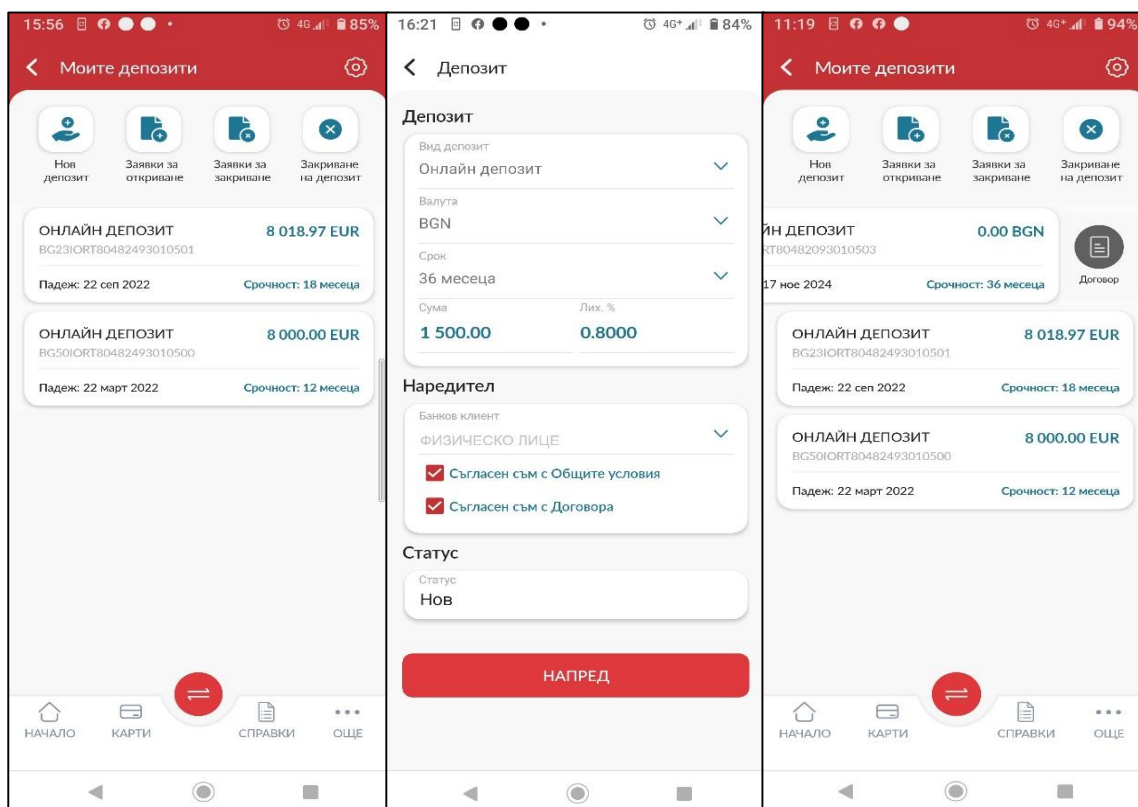 15:56 4G 85%
Моите депозити
Нов депозит
Заявки за откриване
Заявки за закриване
Закриване на депозит
ОНЛАЙН ДЕПОЗИТ 8 018.97 EUR
BG23IORT80482493010501
Падеж: 22 сеп 2022 Срочност: 18 месеца
ОНЛАЙН ДЕПОЗИТ 8 000.00 EUR
BG50IORT80482493010500
Падеж: 22 март 2022 Срочност: 12 месеца
НАЧАЛО КАРТИ СПРАВКИ ОЩЕ
16:21 4G+ 84%
Депозит
Депозит
Вид депозит
Онлайн депозит
Валута
BGN
Срок
36 месеца
Сума Лих. %
1 500.00 0.8000
Наредител
Банков клиент
ФИЗИЧЕСКО ЛИЦЕ
Съгласен съм с Общите условия
Съгласен съм с Договора
Статус
Статус
Нов
НАПРЕД
11:19 4G+ 94%
Моите депозити
Нов депозит
Заявки за откриване
Заявки за закриване
Закриване на депозит
ЙН ДЕПОЗИТ 0.00 BGN
RT80482093010503
17 ное 2024 Срочност: 36 месеца
Договор
ОНЛАЙН ДЕПОЗИТ 8 018.97 EUR
BG23IORT80482493010501
Падеж: 22 сеп 2022 Срочност: 18 месеца
ОНЛАЙН ДЕПОЗИТ 8 000.00 EUR
BG50IORT80482493010500
Падеж: 22 март 2022 Срочност: 12 месеца
НАЧАЛО КАРТИ СПРАВКИ ОЩЕ